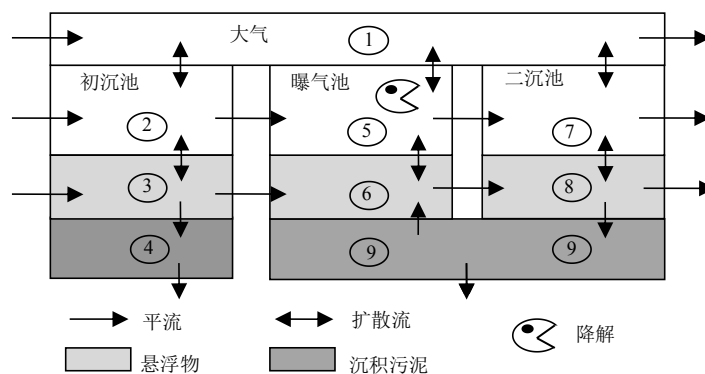 大气 ①
初沉池 曝气池 二沉池
② ⑤ ⑦
③ ⑥ ⑧
④ ⑨ ⑨
平流 扩散流 降解
悬浮物 沉积污泥